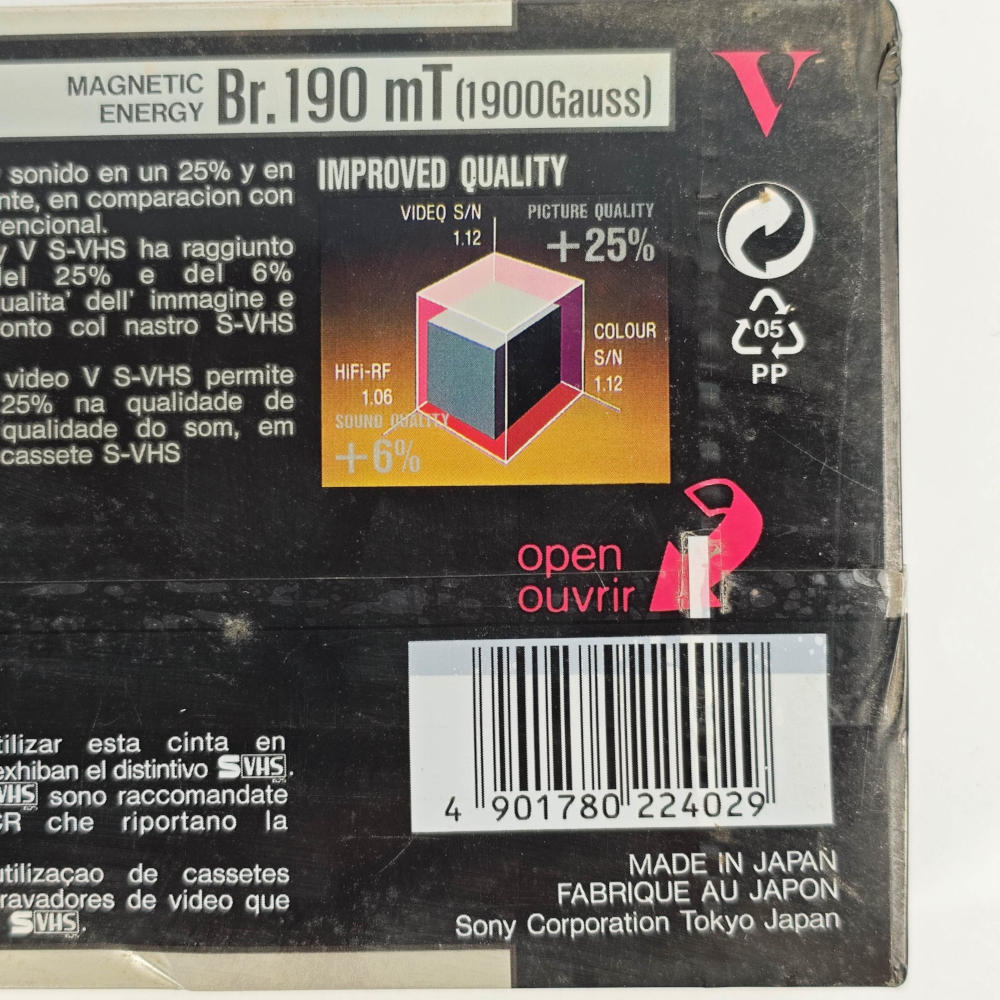 MAGNETIC
ENERGY
Br.190 mT(1900Gauss)
V
sonido en un 25% y en
nte, en comparacion con
vencional.
y V S-VHS ha raggiunto
del 25% e del 6%
ualita' dell' immagine e
onto col nastro S-VHS
video V S-VHS permite
25% na qualidade de
qualidade do som, em
cassete S-VHS
IMPROVED QUALITY
VIDEO S/N
1.12
PICTURE QUALITY
+25%
COLOUR
S/N
1.12
HiFi-RF
1.06
SOUND QUALITY
+6%
05
PP
open
ouvrir
tilizar esta cinta en
exhiban el distintivo SVHS.
VHS sono raccomandate
CR che riportano la
utilizaçao de cassetes
ravadores de video que
SVHS.
4 901780 224029
MADE IN JAPAN
FABRIQUE AU JAPON
Sony Corporation Tokyo Japan